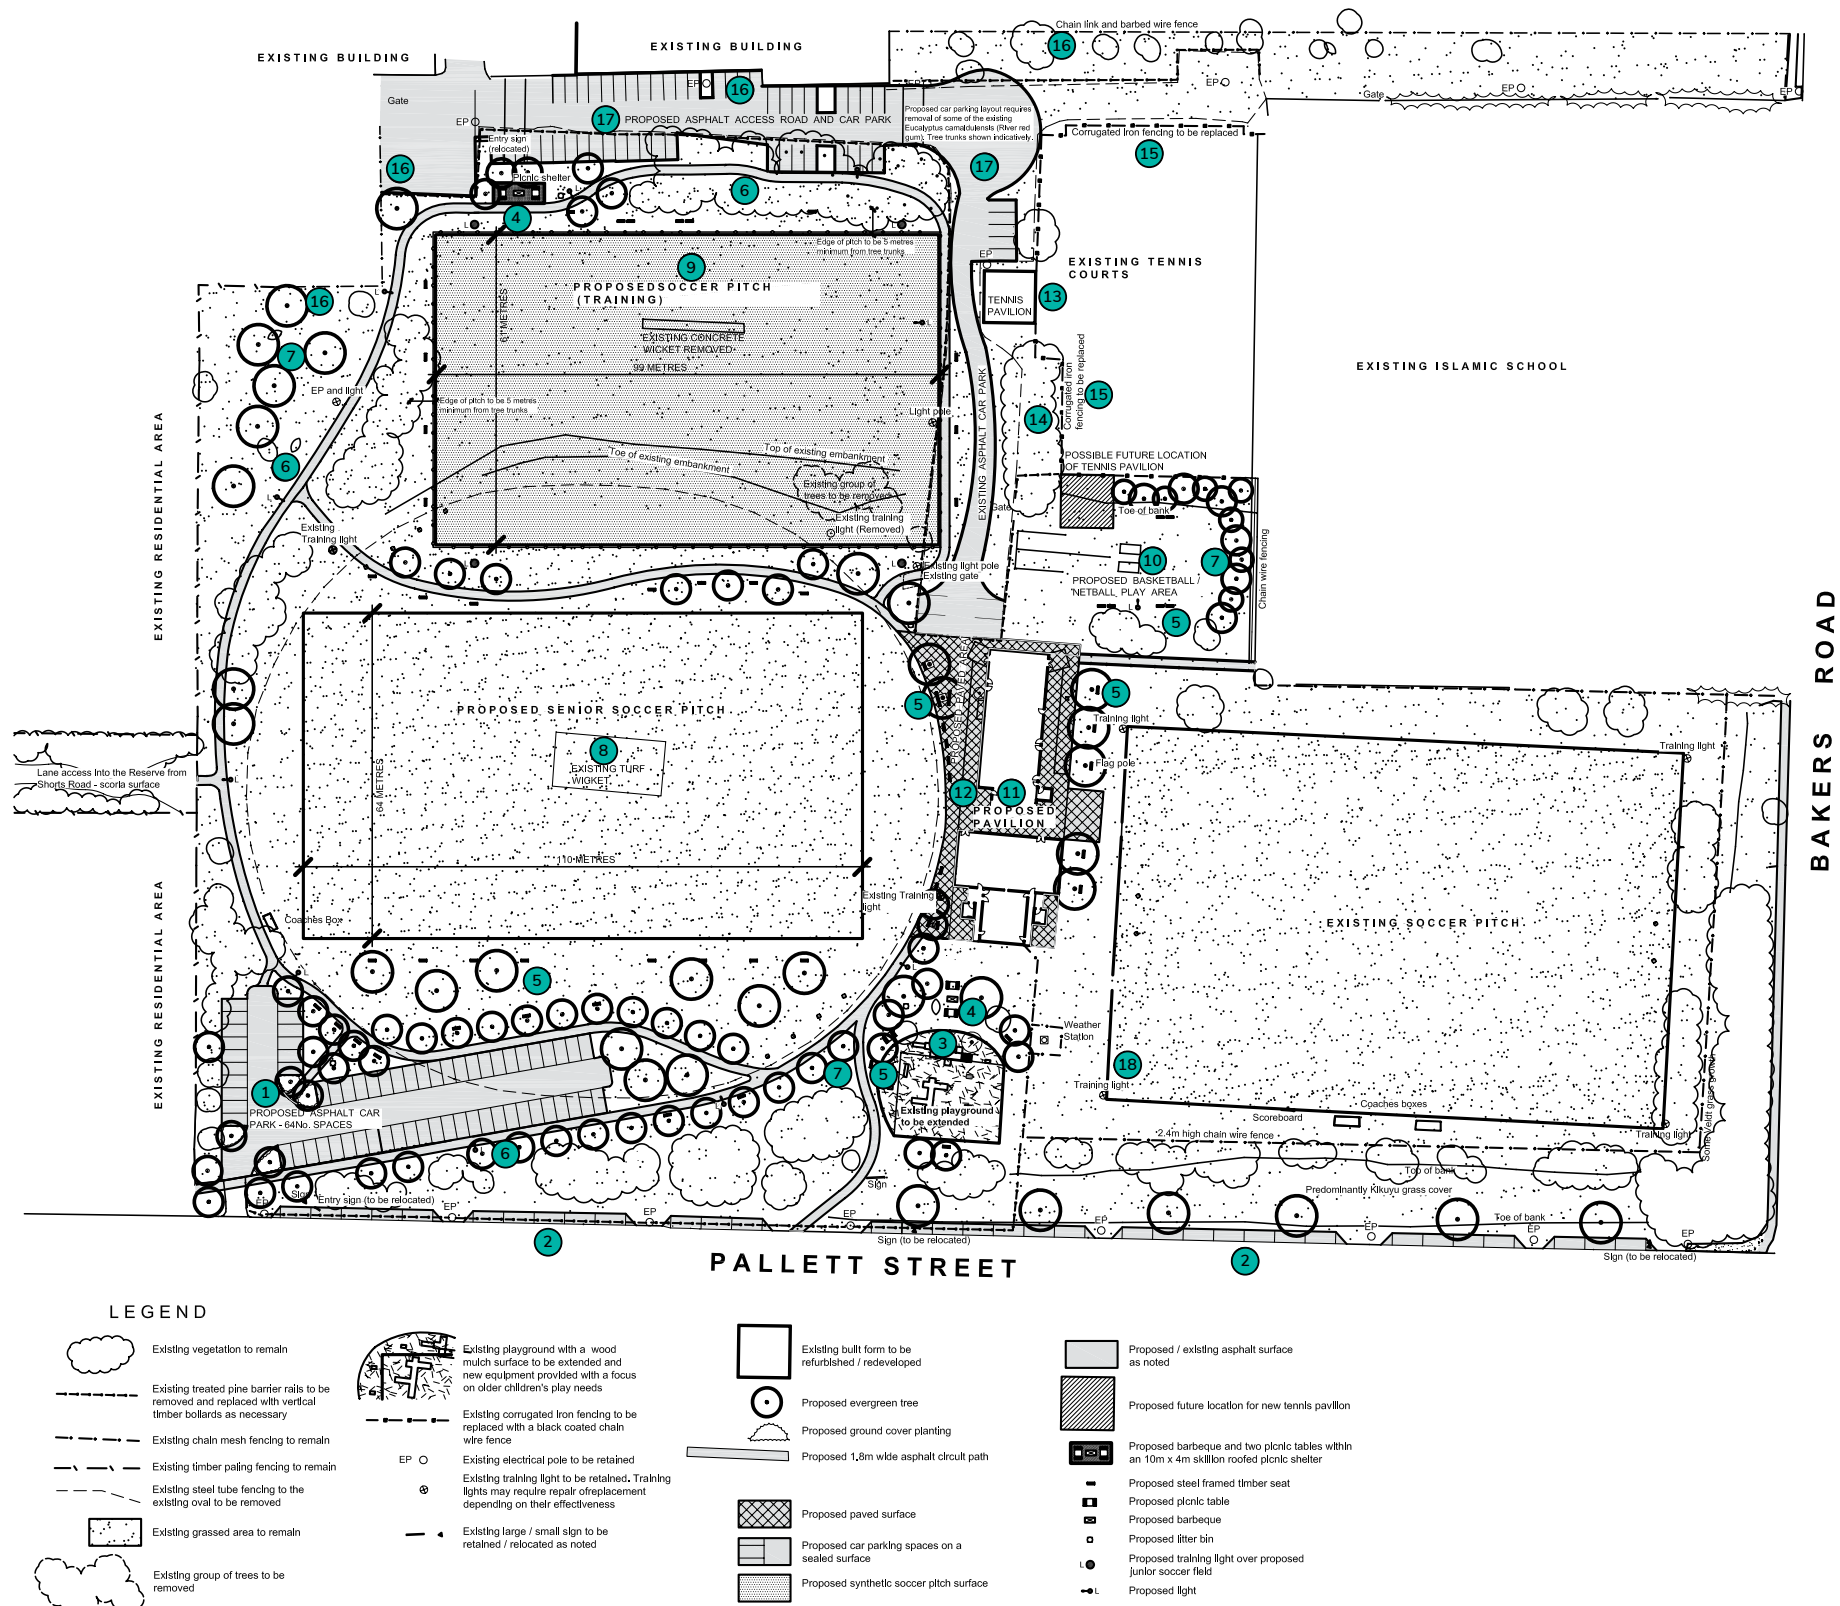 Chain link and barbed wire fence
16
EXISTING BUILDING
EXISTING BUILDING
Gate
EP
EP
16
EP
EP
EP
EP
Gate
17
PROPOSED ASPHALT ACCESS ROAD AND CAR PARK
Proposed car parking layout requires
removal of some of the existing
Eucalyptus camaldulensis (River red
gum). Tree trunks shown indicatively.
Corrugated Iron fencing to be replaced
15
Entry sign
(relocated)
16
Picnic shelter
L
4
6
17
L
L
Edge of pitch to be 5 metres
minimum from tree trunks
9
PROPOSED SOCCER PITCH
(TRAINING)
61 METRES
EXISTING CONCRETE
WICKET REMOVED
99 METRES
L
EP
EXISTING TENNIS
COURTS
TENNIS
PAVILION
13
16
L
7
EP and light
Edge of pitch to be 5 metres
minimum from tree trunks
Light pole
EXISTING ASPHALT CAR PARK
14
Corrugated iron
fencing to be replaced
15
EXISTING ISLAMIC SCHOOL
EXISTING RESIDENTIAL AREA
6
L
Toe of existing embankment
Top of existing embankment
Existing group of
trees to be removed
Existing training
light (Removed)
POSSIBLE FUTURE LOCATION
OF TENNIS PAVILION
Toe of bank
Gate
Existing
Training light
L
L
Existing light pole
Existing gate
10
7
PROPOSED BASKETBALL /
NETBALL PLAY AREA
L
5
Chain wire fencing
BAKERS ROAD
PROPOSED SENIOR SOCCER PITCH
8
EXISTING TURF
WICKET
64 METRES
110 METRES
5
PROPOSED PAVED AREA
5
Training light
Flag pole
12
11
PROPOSED
PAVILION
Training light
Lane access into the Reserve from
Shorts Road - scoria surface
L
EXISTING RESIDENTIAL AREA
Coaches Box
Existing Training
light
EXISTING SOCCER PITCH
L
5
L
4
3
Weather
Station
18
Training light
Some Veldt grass growth
1
PROPOSED ASPHALT CAR
PARK - 64No. SPACES
7
5
Existing playground
to be extended
L
Scoreboard
Coaches boxes
2.4m high chain wire fence
Training light
6
Top of bank
Predominantly Kikuyu grass cover
Toe of bank
Sign
Sign
Entry sign (to be relocated)
EP
EP
EP
EP
EP
EP
EP
EP
2
Sign (to be relocated)
2
Sign (to be relocated)
PALLETT STREET
LEGEND
Existing vegetation to remain
Existing treated pine barrier rails to be
removed and replaced with vertical
timber bollards as necessary
Existing chain mesh fencing to remain
Existing timber paling fencing to remain
Existing steel tube fencing to the
existing oval to be removed
Existing grassed area to remain
Existing group of trees to be
removed
Existing playground with a wood
mulch surface to be extended and
new equipment provided with a focus
on older children's play needs
Existing corrugated iron fencing to be
replaced with a black coated chain
wire fence
EP
Existing electrical pole to be retained
Existing training light to be retained. Training
lights may require repair ofreplacement
depending on their effectiveness
Existing large / small sign to be
retained / relocated as noted
Existing built form to be
refurbished / redeveloped
Proposed evergreen tree
Proposed ground cover planting
Proposed 1.8m wide asphalt circuit path
Proposed paved surface
Proposed car parking spaces on a
sealed surface
Proposed synthetic soccer pitch surface
Proposed / existing asphalt surface
as noted
Proposed future location for new tennis pavilion
Proposed barbeque and two picnic tables within
an 10m x 4m skillion roofed picnic shelter
Proposed steel framed timber seat
Proposed picnic table
Proposed barbeque
Proposed litter bin
L
Proposed training light over proposed
junior soccer field
L
Proposed light